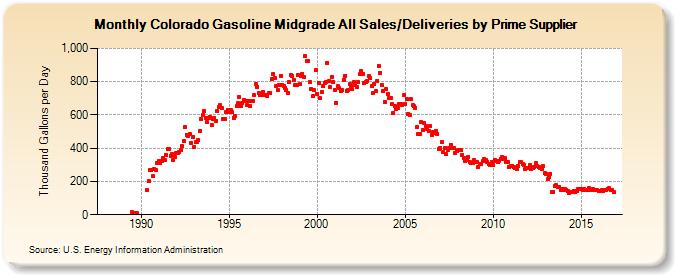 Monthly Colorado Gasoline Midgrade All Sales/Deliveries by Prime Supplier
Thousand Gallons per Day
1,000
800
600
400
200
0
1990 1995 2000 2005 2010 2015
Source: U.S. Energy Information Administration